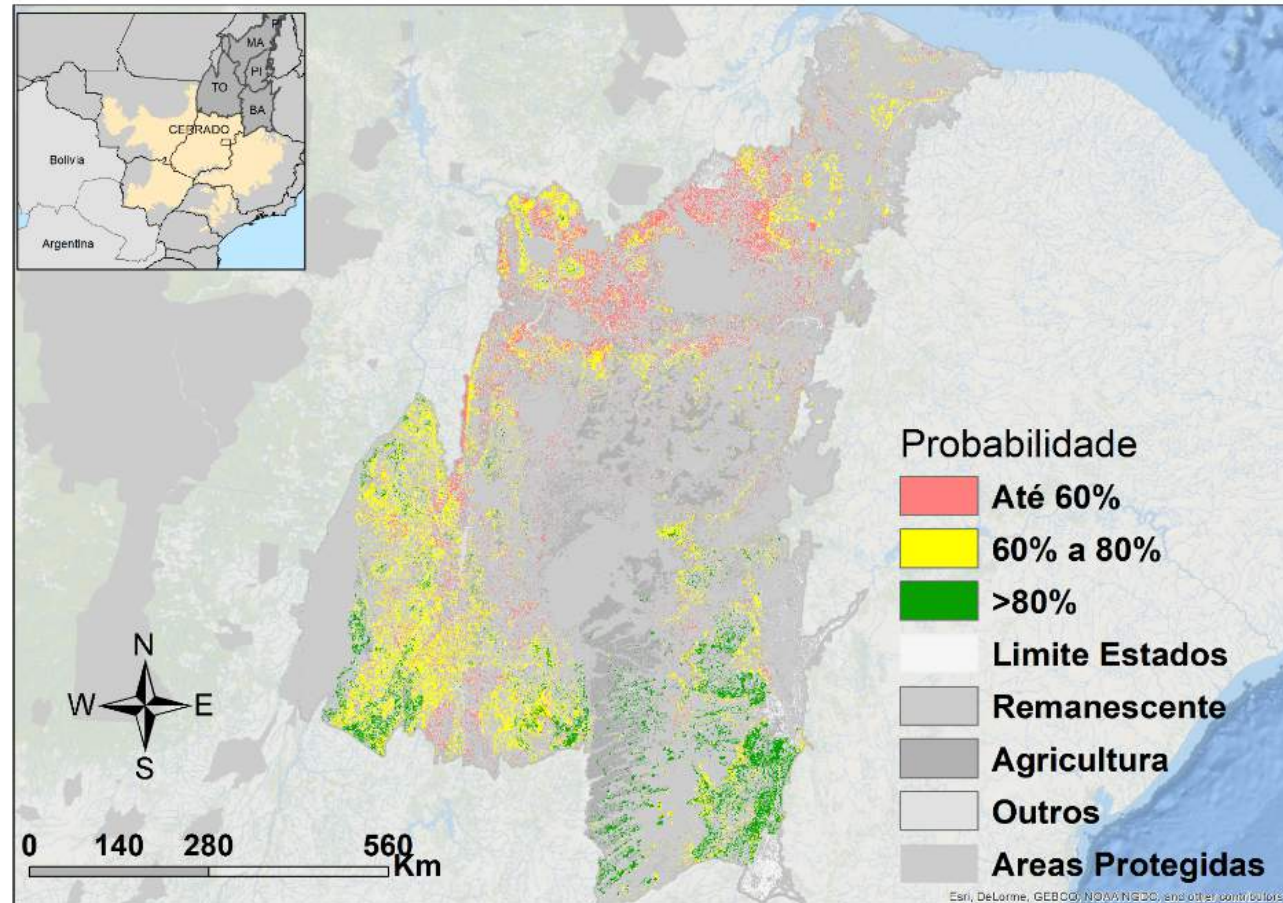 PI
MA
PI
TO
BA
CERRADO
Bolivia
Argentina
Probabilidade
Até 60%
60% a 80%
>80%
Limite Estados
Remanescente
Agricultura
Outros
Areas Protegidas
N
W E
S
0 140 280 560
Km
Esri, DeLorme, GEBCO, NOAA NGDC, and other contributors